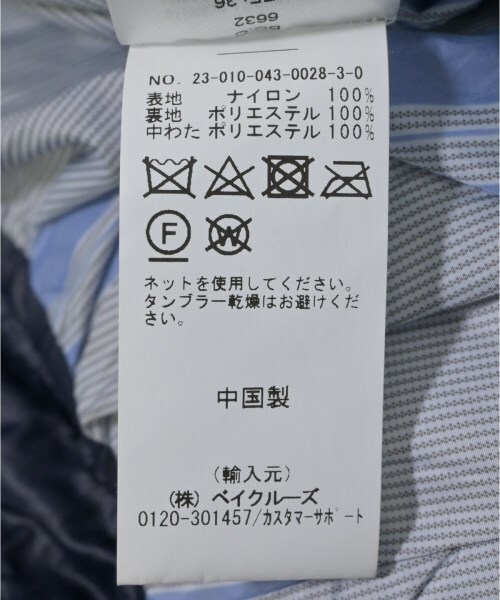 6632
NO. 23-010-043-0028-3-0
表地 ナイロン 100%
裏地 ポリエステル 100%
中わた ポリエステル 100%
F W
ネットを使用してください。
タンブラー乾燥はお避けくだ
さい。
中国製
(輸入元)
(株) ベイクルーズ
0120-301457/カスタマーサポート